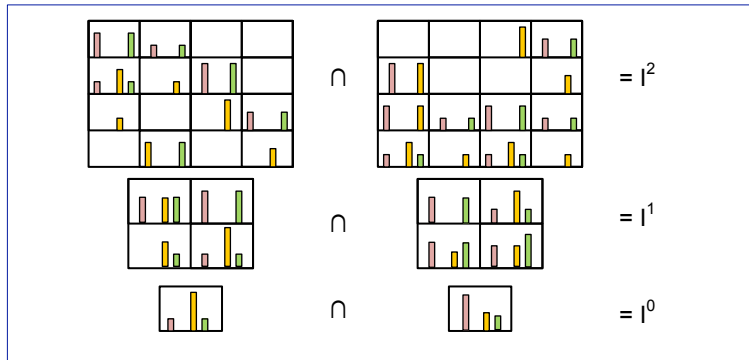 ∩ = I²
∩ = I¹
∩ = I⁰